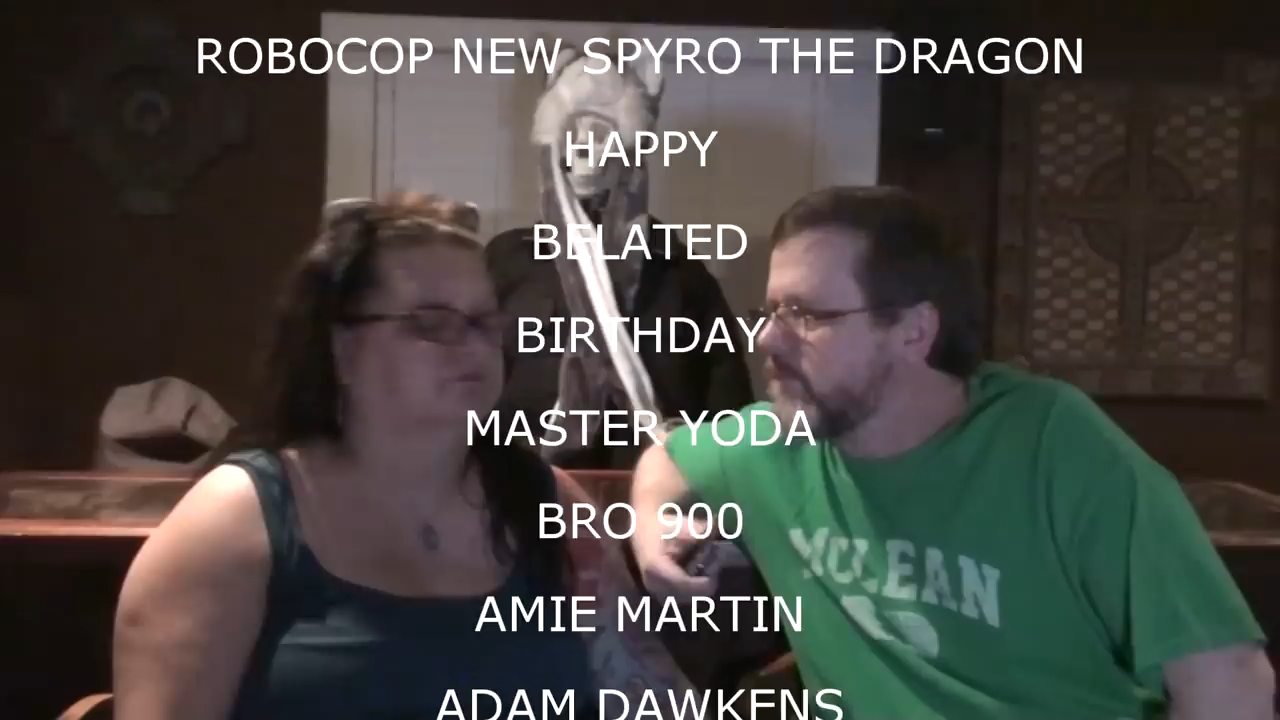 ROBOCOP NEW SPYRO THE DRAGON
HAPPY
BELATED
BIRTHDAY
MASTER YODA
BRO 900
AMIE MARTIN
ADAM DAWKENS
MCLEAN